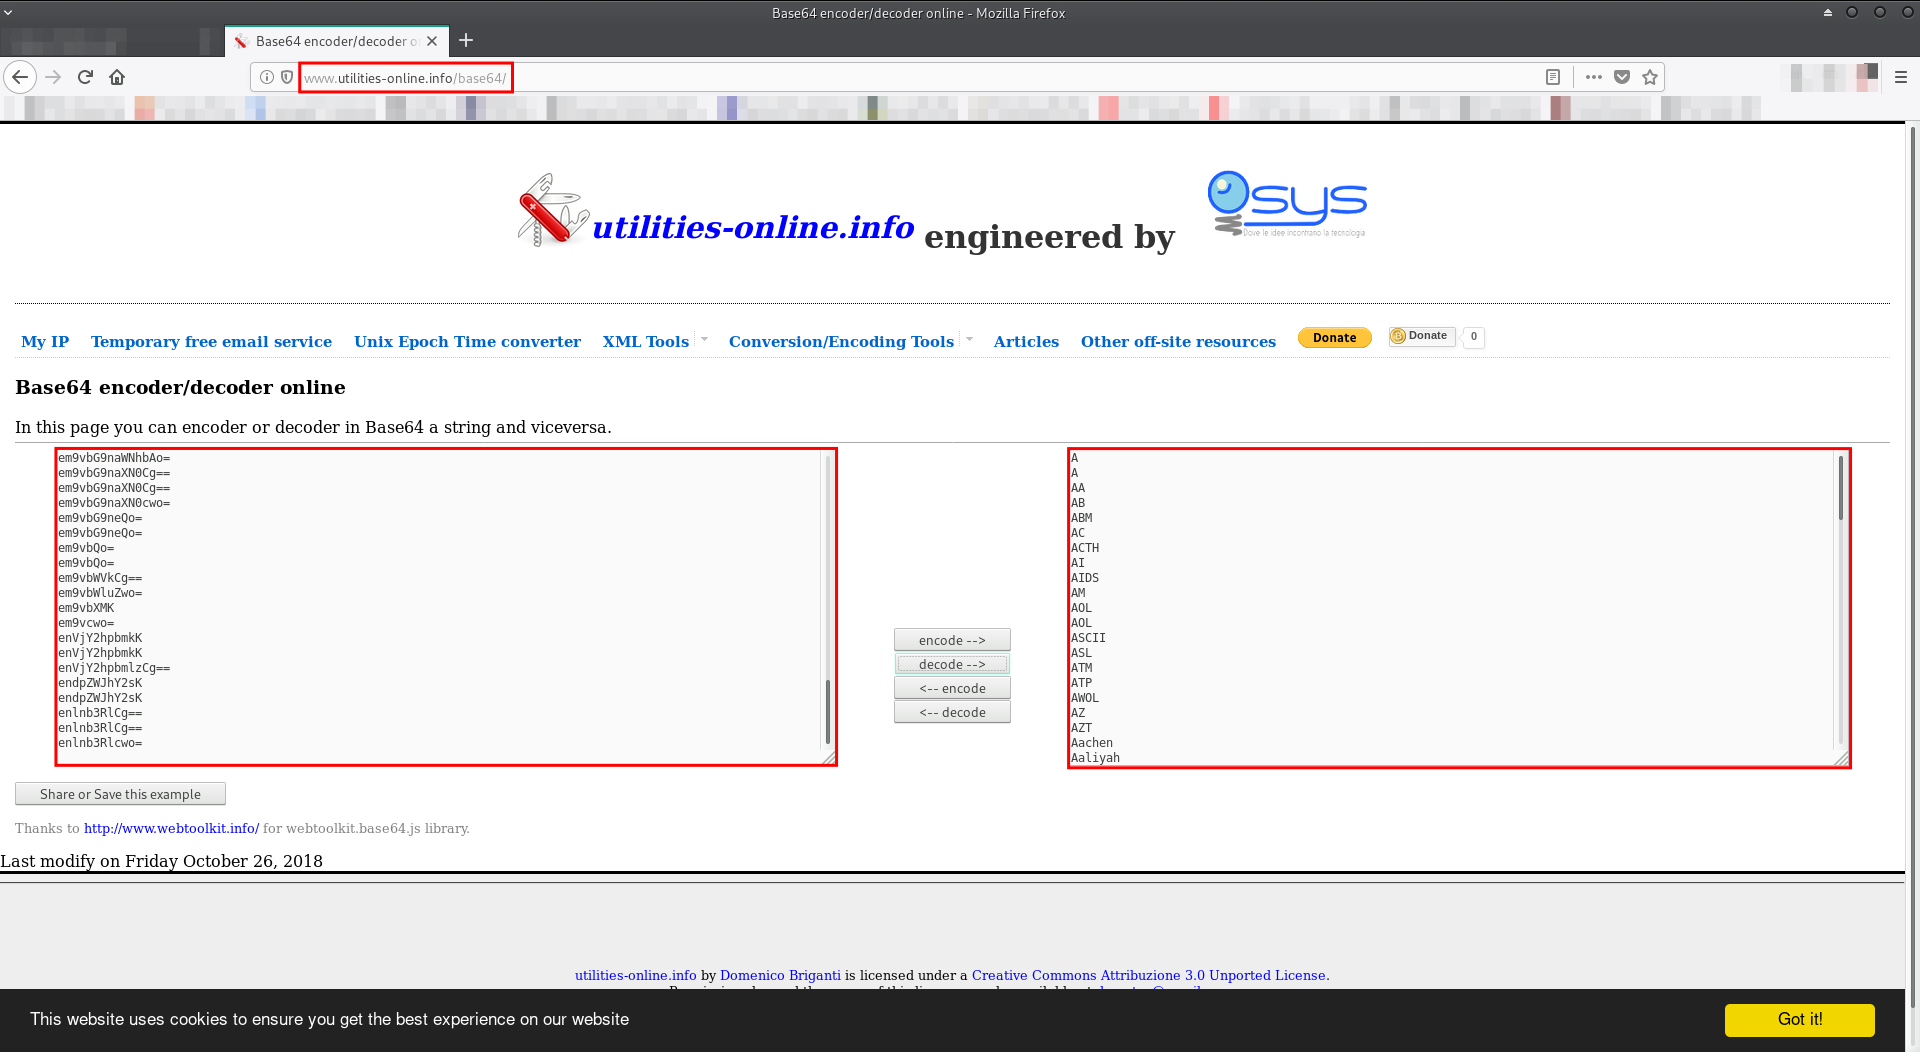 Base64 encoder/decoder online - Mozilla Firefox
Base64 encoder/decoder o
www.utilities-online.info/base64/
utilities-online.info engineered by
sys
Dove le idee incontrano la tecnologia
My IP Temporary free email service Unix Epoch Time converter XML Tools Conversion/Encoding Tools Articles Other off-site resources Donate Donate 0
Base64 encoder/decoder online
In this page you can encoder or decoder in Base64 a string and viceversa.
em9vbG9naWNhbAo=
em9vbG9naXN0Cg==
em9vbG9naXN0Cg==
em9vbG9naXN0cwo=
em9vbG9neQo=
em9vbG9neQo=
em9vbQo=
em9vbQo=
em9vbWVkCg==
em9vbWluZwo=
em9vbXMK
em9vcwo=
enVjY2hpbmkK
enVjY2hpbmkK
enVjY2hpbmlzCg==
endpZWJhY2sK
endpZWJhY2sK
enlnb3RlCg==
enlnb3RlCg==
enlnb3Rlcwo=
encode -->
decode -->
<-- encode
<-- decode
A
A
AA
AB
ABM
AC
ACTH
AI
AIDS
AM
AOL
AOL
ASCII
ASL
ATM
ATP
AWOL
AZ
AZT
Aachen
Aaliyah
Share or Save this example
Thanks to http://www.webtoolkit.info/ for webtoolkit.base64.js library.
Last modify on Friday October 26, 2018
utilities-online.info by Domenico Briganti is licensed under a Creative Commons Attribuzione 3.0 Unported License.
This website uses cookies to ensure you get the best experience on our website
Got it!